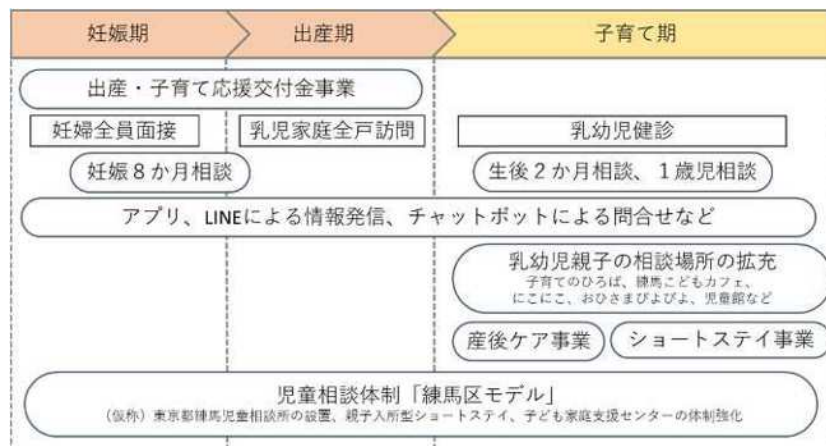 妊娠期
出産期
子育て期
出産・子育て応援交付金事業
妊婦全員面接
乳児家庭全戸訪問
乳幼児健診
妊娠8か月相談
生後2か月相談、1歳児相談
アプリ、LINEによる情報発信、チャットボットによる問合せなど
乳幼児親子の相談場所の拡充
子育てのひろば、練馬こどもカフェ、
にこにこ、おひさまぴよぴよ、児童館など
産後ケア事業
ショートステイ事業
児童相談体制「練馬区モデル」
（仮称）東京都練馬児童相談所の設置、親子入所型ショートステイ、子ども家庭支援センターの体制強化